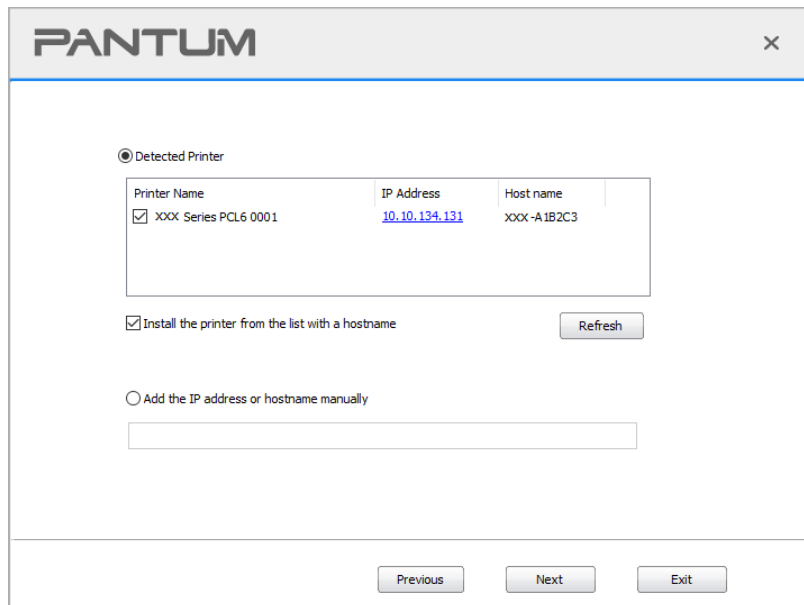 PANTUM
Detected Printer
Printer Name IP Address Host name
XXX Series PCL6 0001 10.10.134.131 XXX-A1B2C3
Install the printer from the list with a hostname
Refresh
Add the IP address or hostname manually
Previous Next Exit